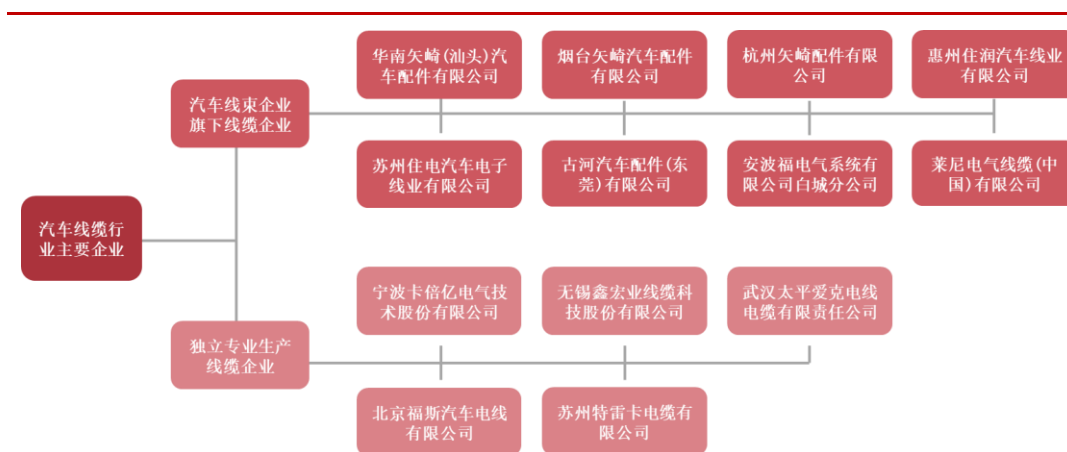 汽车线缆行
业主要企业
汽车线束企业
旗下线缆企业
华南矢崎(汕头)汽
车配件有限公司
烟台矢崎汽车配件
有限公司
杭州矢崎配件有限
公司
惠州住润汽车线业
有限公司
苏州住电汽车电子
线业有限公司
古河汽车配件(东
莞)有限公司
安波福电气系统有
限公司白城分公司
莱尼电气线缆(中
国)有限公司
独立专业生产
线缆企业
宁波卡倍亿电气技
术股份有限公司
无锡鑫宏业线缆科
技股份有限公司
武汉太平爱克电线
电缆有限责任公司
北京福斯汽车电线
有限公司
苏州特雷卡电缆有
限公司